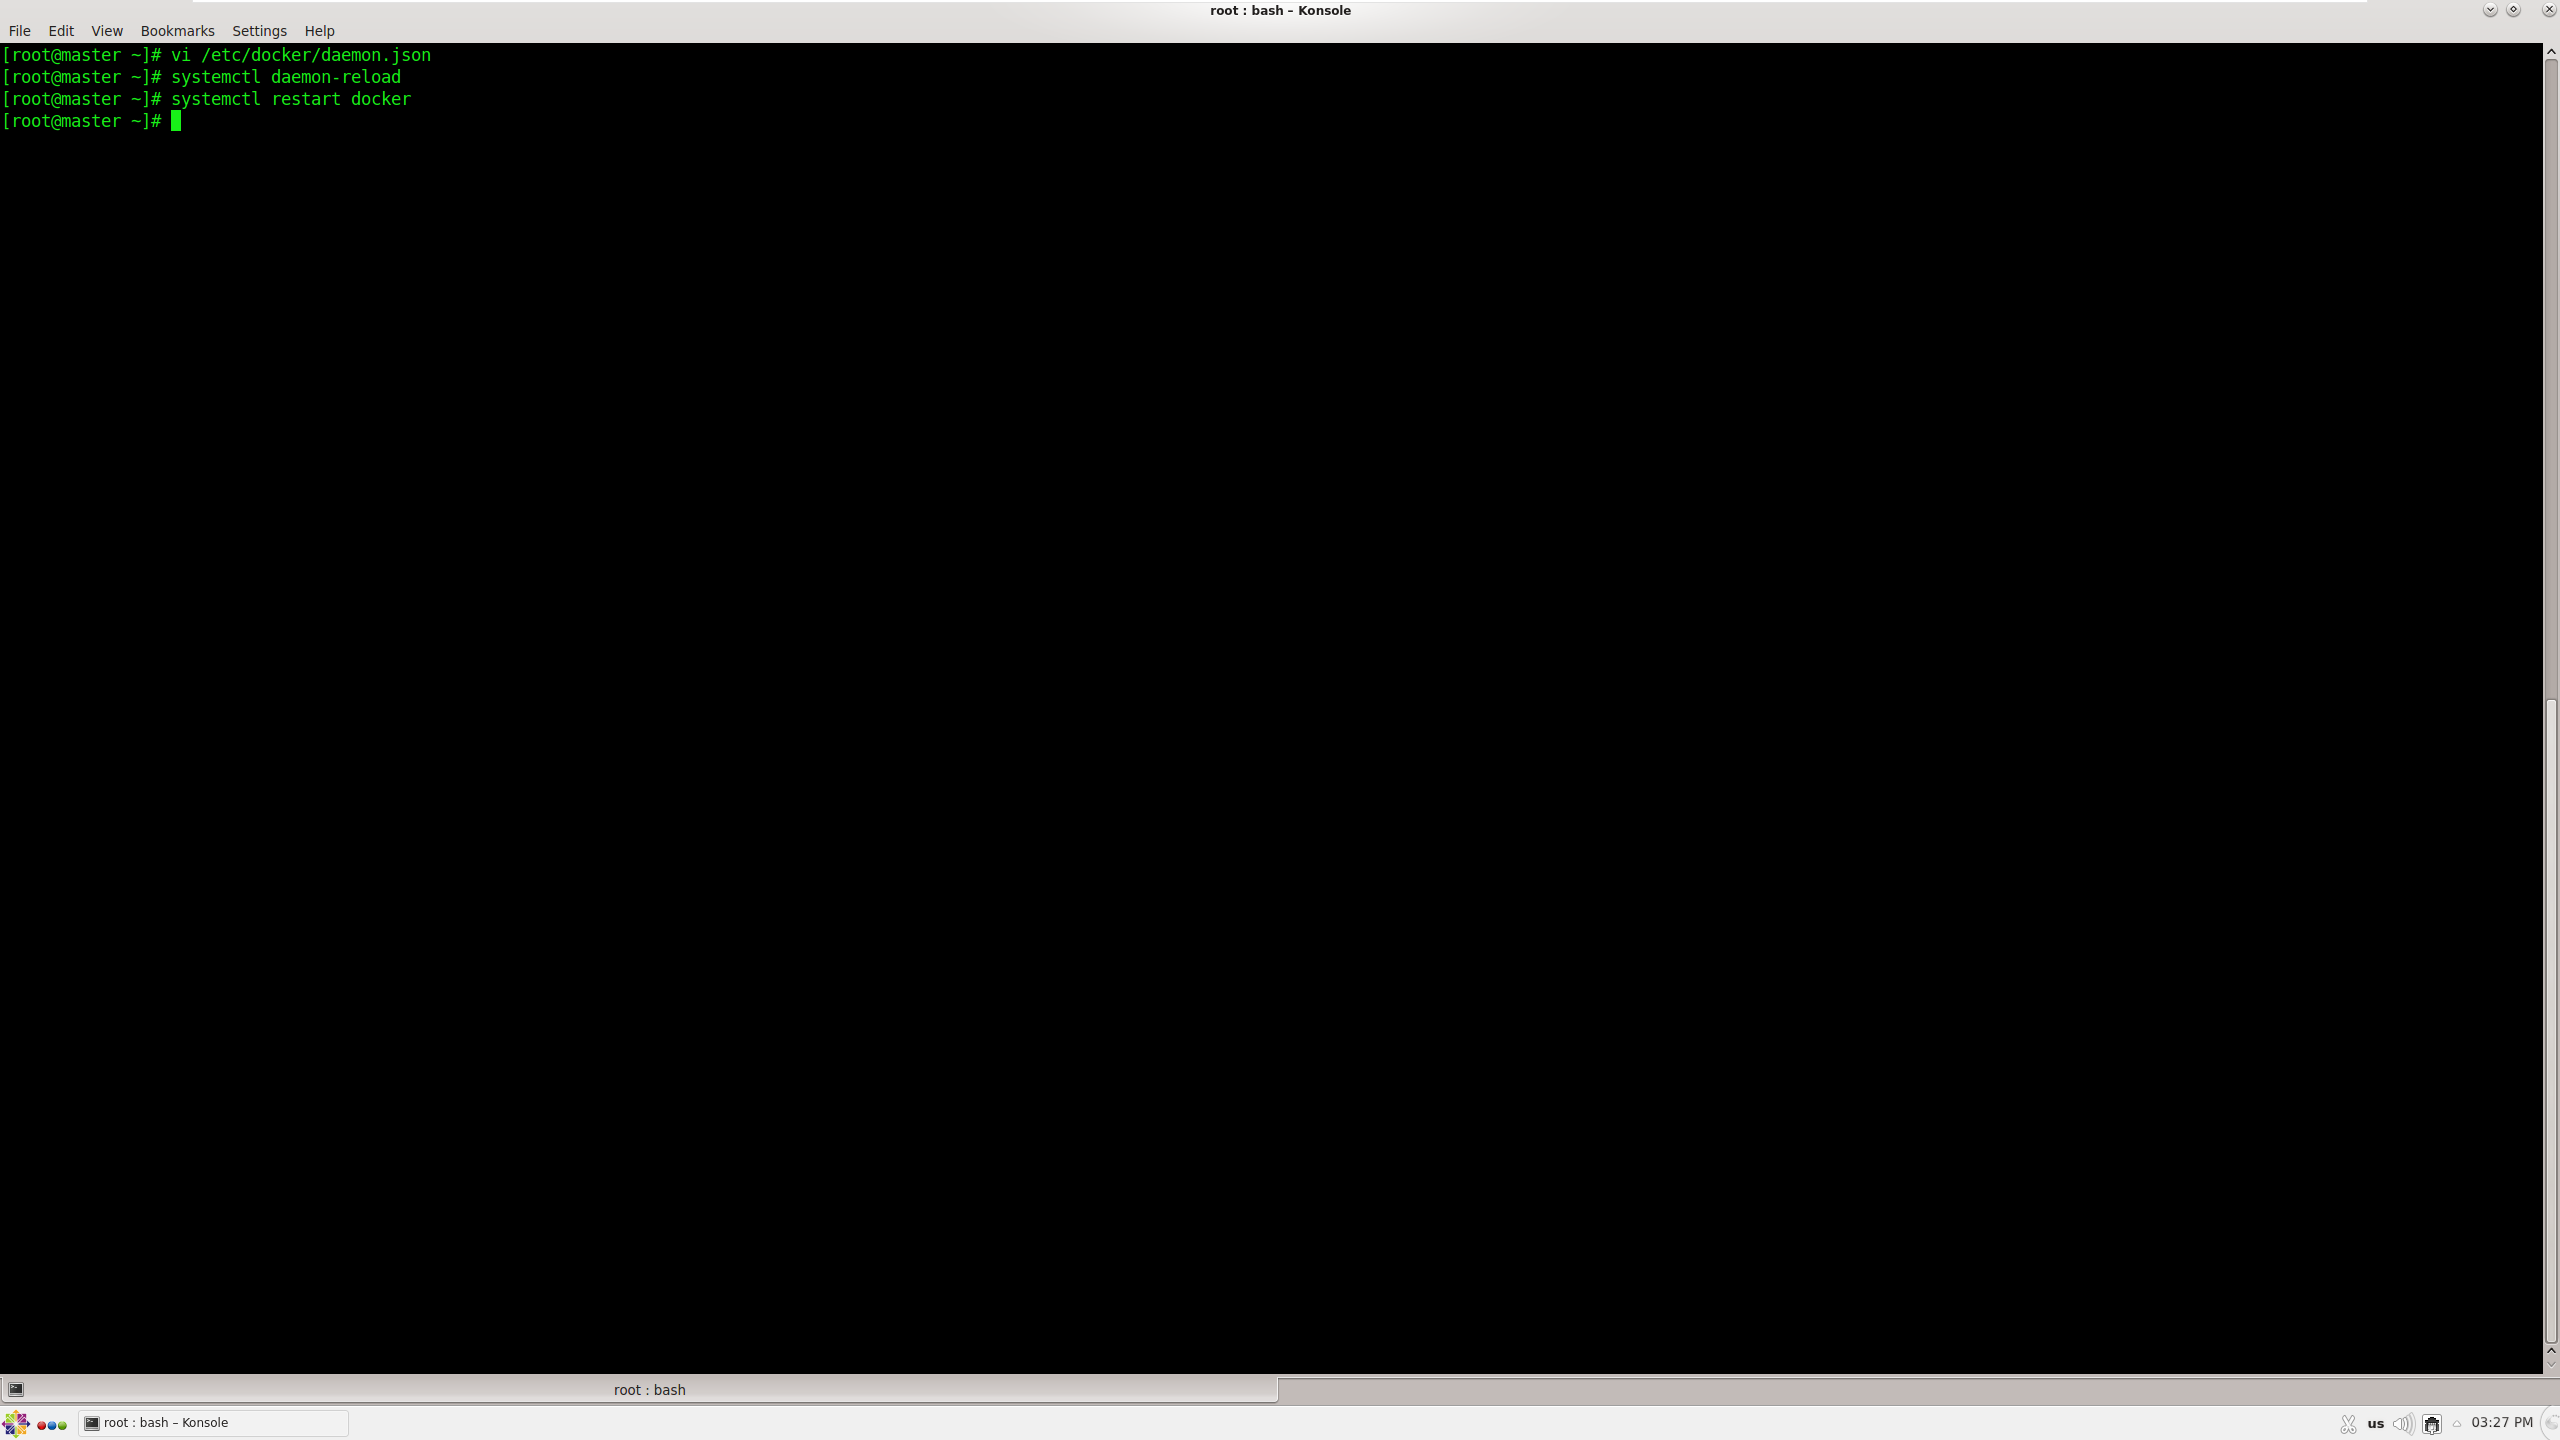 root : bash – Konsole
File Edit View Bookmarks Settings Help
[root@master ~]# vi /etc/docker/daemon.json
[root@master ~]# systemctl daemon-reload
[root@master ~]# systemctl restart docker
[root@master ~]#
root : bash
root : bash – Konsole us 03:27 PM